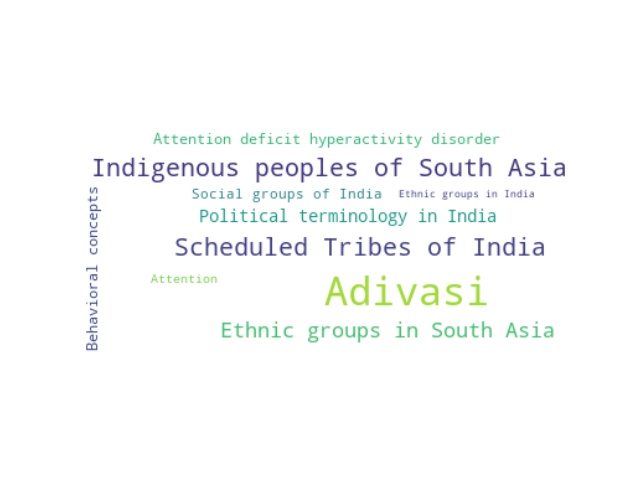 Attention deficit hyperactivity disorder
Indigenous peoples of South Asia
Social groups of India
Ethnic groups in India
Political terminology in India
Scheduled Tribes of India
Behavioral concepts
Attention
Adivasi
Ethnic groups in South Asia